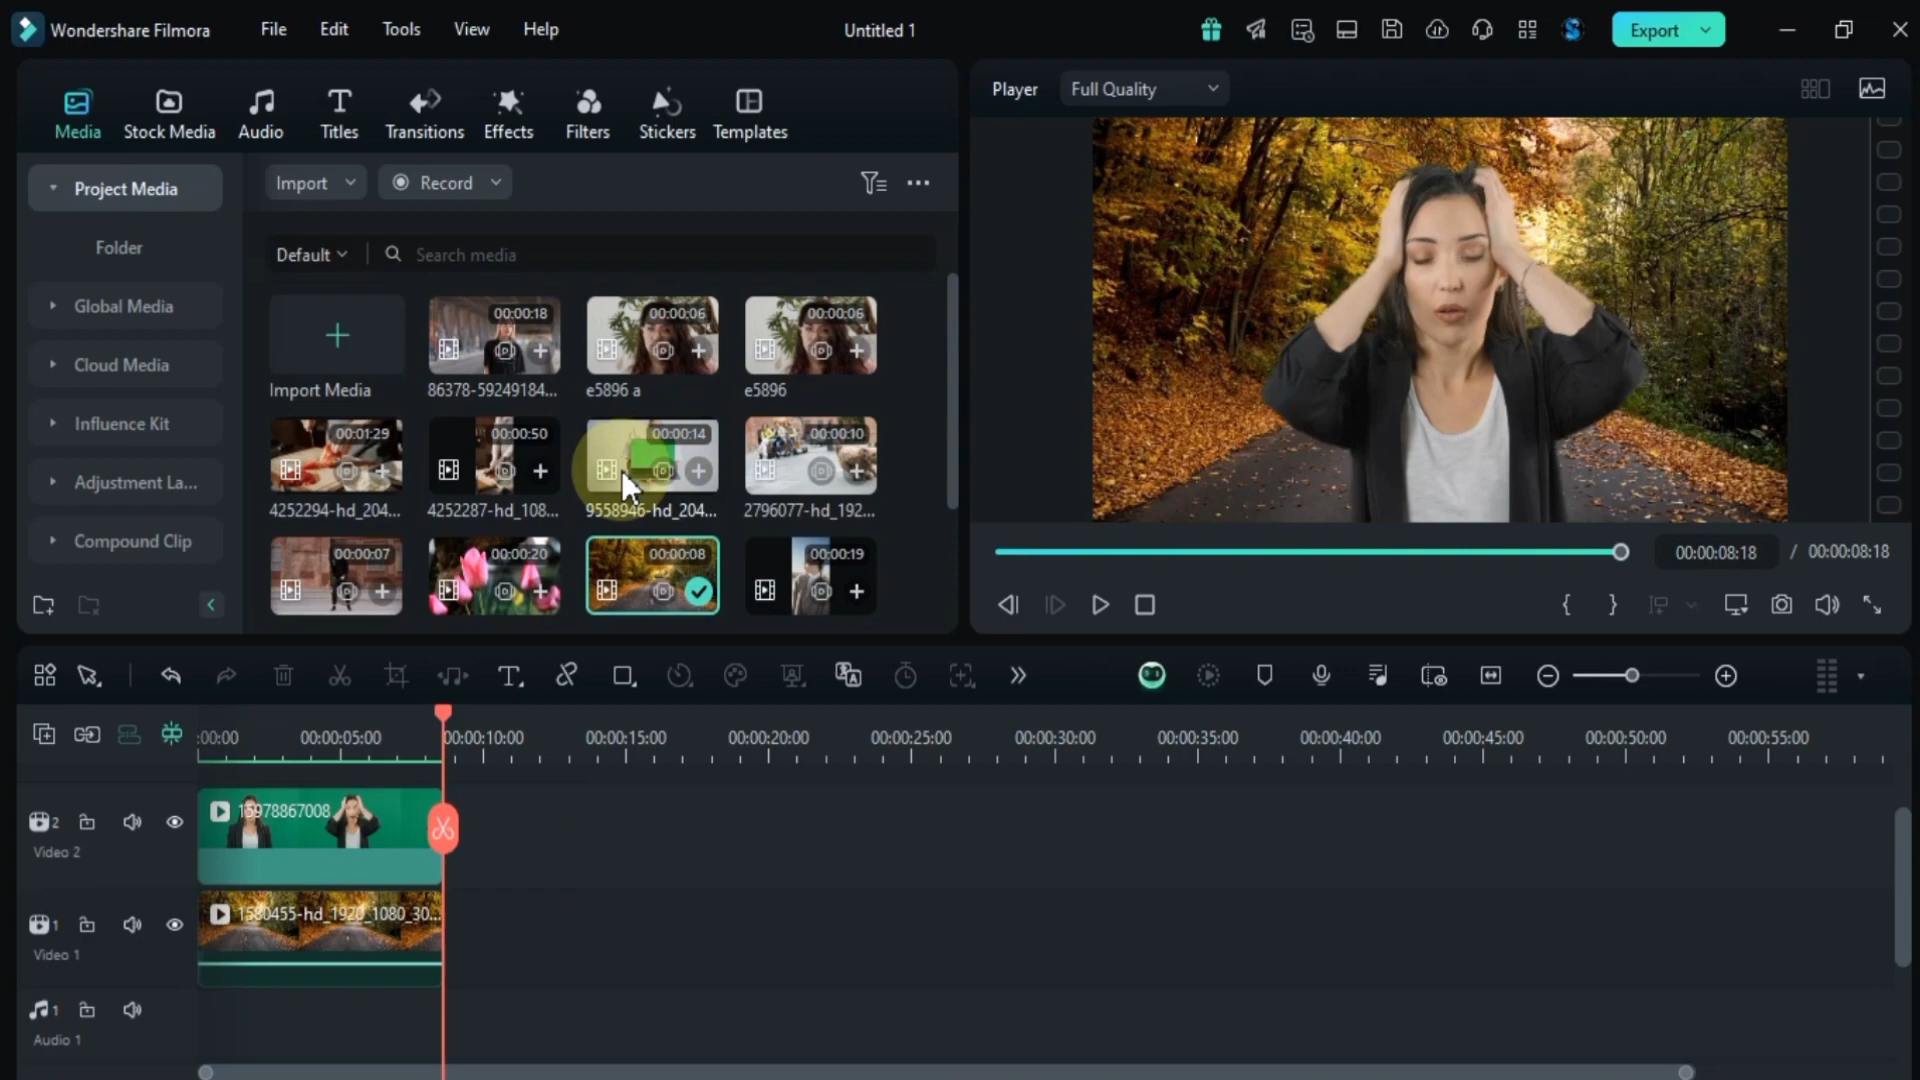 Wondershare Filmora File Edit Tools View Help Untitled 1 Export
Media Stock Media Audio Titles Transitions Effects Filters Stickers Templates
Player Full Quality
Project Media
Folder
Global Media
Cloud Media
Influence Kit
Adjustment La...
Compound Clip
Import Record
Default Search media
00:00:18 00:00:06 00:00:06
Import Media 86378-59249184... e5896 a e5896
00:01:29 00:00:50 00:00:14 00:00:10
4252294-hd_204... 4252287-hd_108... 9558946-hd_204... 2796077-hd_192...
00:00:07 00:00:20 00:00:08 00:00:19
00:00:08:18 / 00:00:08:18
:00:00 00:00:05:00 00:00:10:00 00:00:15:00 00:00:20:00 00:00:25:00 00:00:30:00 00:00:35:00 00:00:40:00 00:00:45:00 00:00:50:00 00:00:55:00
2
Video 2
15978867008
1
Video 1
1580455-hd_1920_1080_30...
1
Audio 1